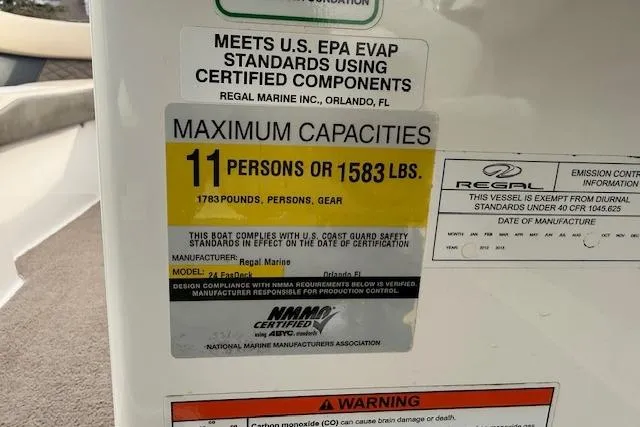 MEETS U.S. EPA EVAP
STANDARDS USING
CERTIFIED COMPONENTS
REGAL MARINE INC., ORLANDO, FL
MAXIMUM CAPACITIES
11 PERSONS OR 1583 LBS.
1783 POUNDS, PERSONS, GEAR
THIS BOAT COMPLIES WITH U.S. COAST GUARD SAFETY
STANDARDS IN EFFECT ON THE DATE OF CERTIFICATION
MANUFACTURER: Regal Marine
MODEL: 24 FasDeck Orlando FL
DESIGN COMPLIANCE WITH NMMA REQUIREMENTS BELOW IS VERIFIED.
MANUFACTURER RESPONSIBLE FOR PRODUCTION CONTROL.
NMMA
CERTIFIED
using ABYC standards
NATIONAL MARINE MANUFACTURERS ASSOCIATION
REGAL
EMISSION CONTR
INFORMATION
THIS VESSEL IS EXEMPT FROM DIURNAL
STANDARDS UNDER 40 CFR 1045.625
DATE OF MANUFACTURE
MONTH: JAN FEB MAR APR MAY JUN JUL AUG OCT NOV DEC
YEAR: 2012 2013
WARNING
Carbon monoxide (CO) can cause brain damage or death.